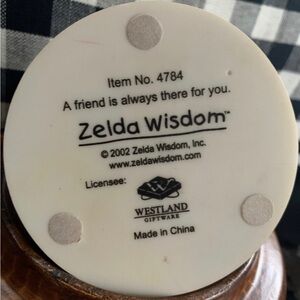 Item No. 4784
A friend is always there for you.
Zelda Wisdom™
© 2002 Zelda Wisdom, Inc.
www.zeldawisdom.com
Licensee:
W
WESTLAND
GIFTWARE
Made in China